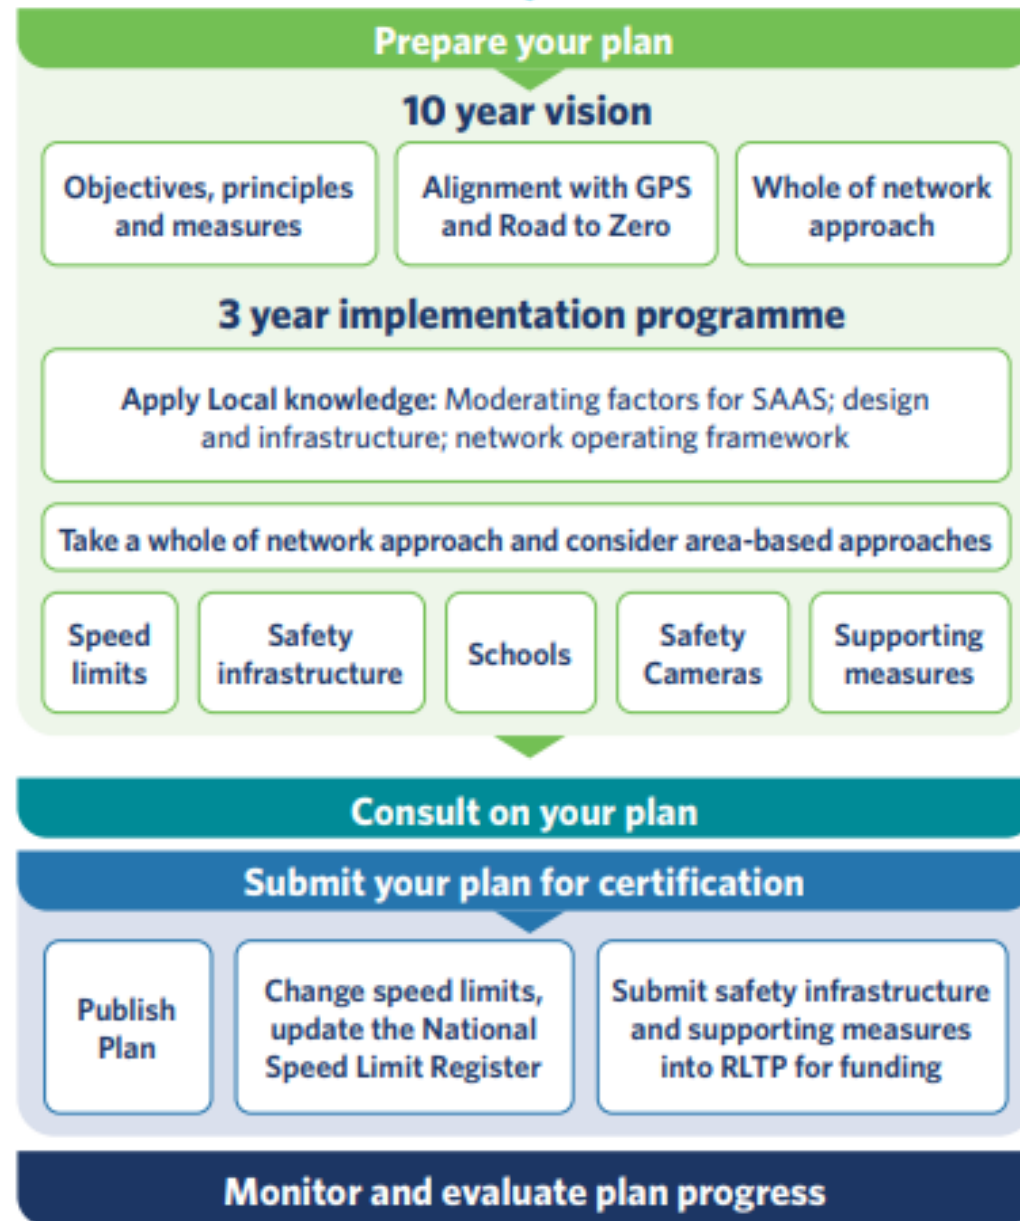 Prepare your plan
10 year vision
Objectives, principles
and measures
Alignment with GPS
and Road to Zero
Whole of network
approach
3 year implementation programme
Apply Local knowledge: Moderating factors for SAAS; design
and infrastructure; network operating framework
Take a whole of network approach and consider area-based approaches
Speed
limits
Safety
infrastructure
Schools
Safety
Cameras
Supporting
measures
Consult on your plan
Submit your plan for certification
Publish
Plan
Change speed limits,
update the National
Speed Limit Register
Submit safety infrastructure
and supporting measures
into RLTP for funding
Monitor and evaluate plan progress